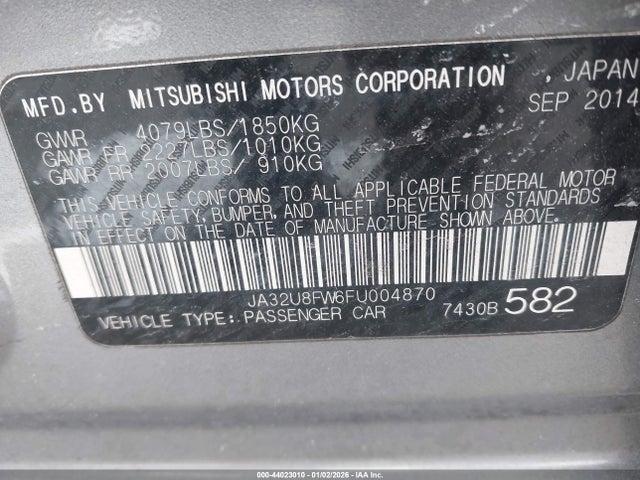 MFD.BY MITSUBISHI MOTORS CORPORATION , JAPAN
SEP 2014
GVWR 4079LBS/1850KG
GAWR FR 2227LBS/1010KG
GAWR RR 2007LBS/ 910KG
THIS VEHICLE CONFORMS TO ALL APPLICABLE FEDERAL MOTOR
VEHICLE SAFETY, BUMPER, AND THEFT PREVENTION STANDARDS
IN EFFECT ON THE DATE OF MANUFACTURE SHOWN ABOVE.
JA32U8FW6FU004870
VEHICLE TYPE: PASSENGER CAR 7430B 582
000-44023010 - 01/02/2026 - IAAI.com